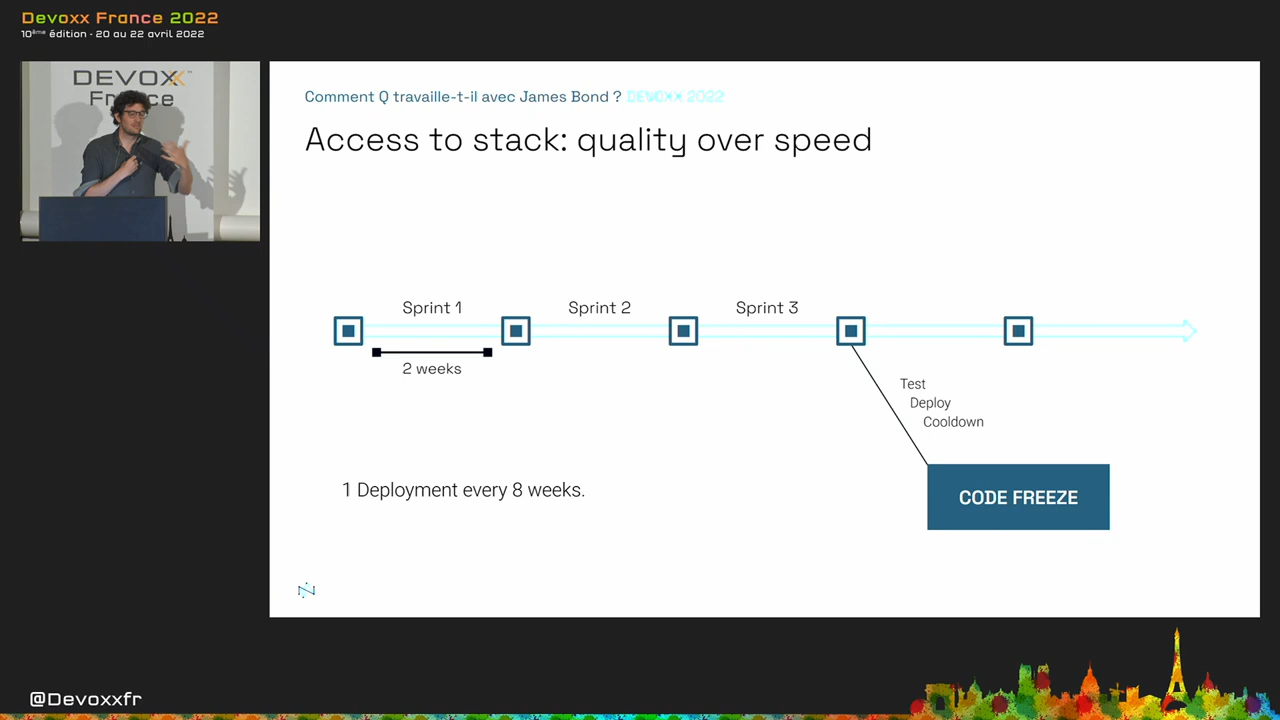 Devoxx France 2022
10ème édition - 20 au 22 avril 2022
DEVOXX™
France
Comment Q travaille-t-il avec James Bond ? DEVOXX 2022
Access to stack: quality over speed
Sprint 1
Sprint 2
Sprint 3
2 weeks
Test
Deploy
Cooldown
1 Deployment every 8 weeks.
CODE FREEZE
@Devoxxfr